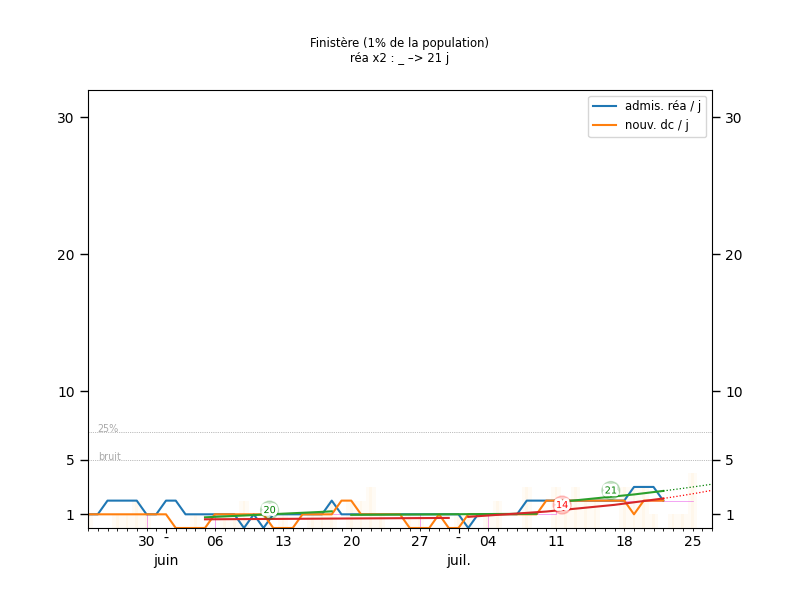 Finistère (1% de la population)
réa x2 : _ –> 21 j
admis. réa / j
nouv. dc / j
30 30
20 20
10 10
25%
5 bruit 5
21
20 14
1 1
30 - 06 13 20 27 - 04 11 18 25
juin juil.